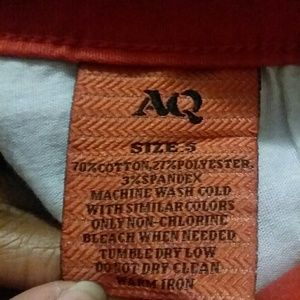 AQ
SIZE 5
70%COTTON,27%POLYESTER
3%SPANDEX
MACHINE WASH COLD
WITH SIMILAR COLORS
ONLY NON-CHLORINE
BLEACH WHEN NEEDED
TUMBLE DRY LOW
DO NOT DRY CLEAN
WARM IRON